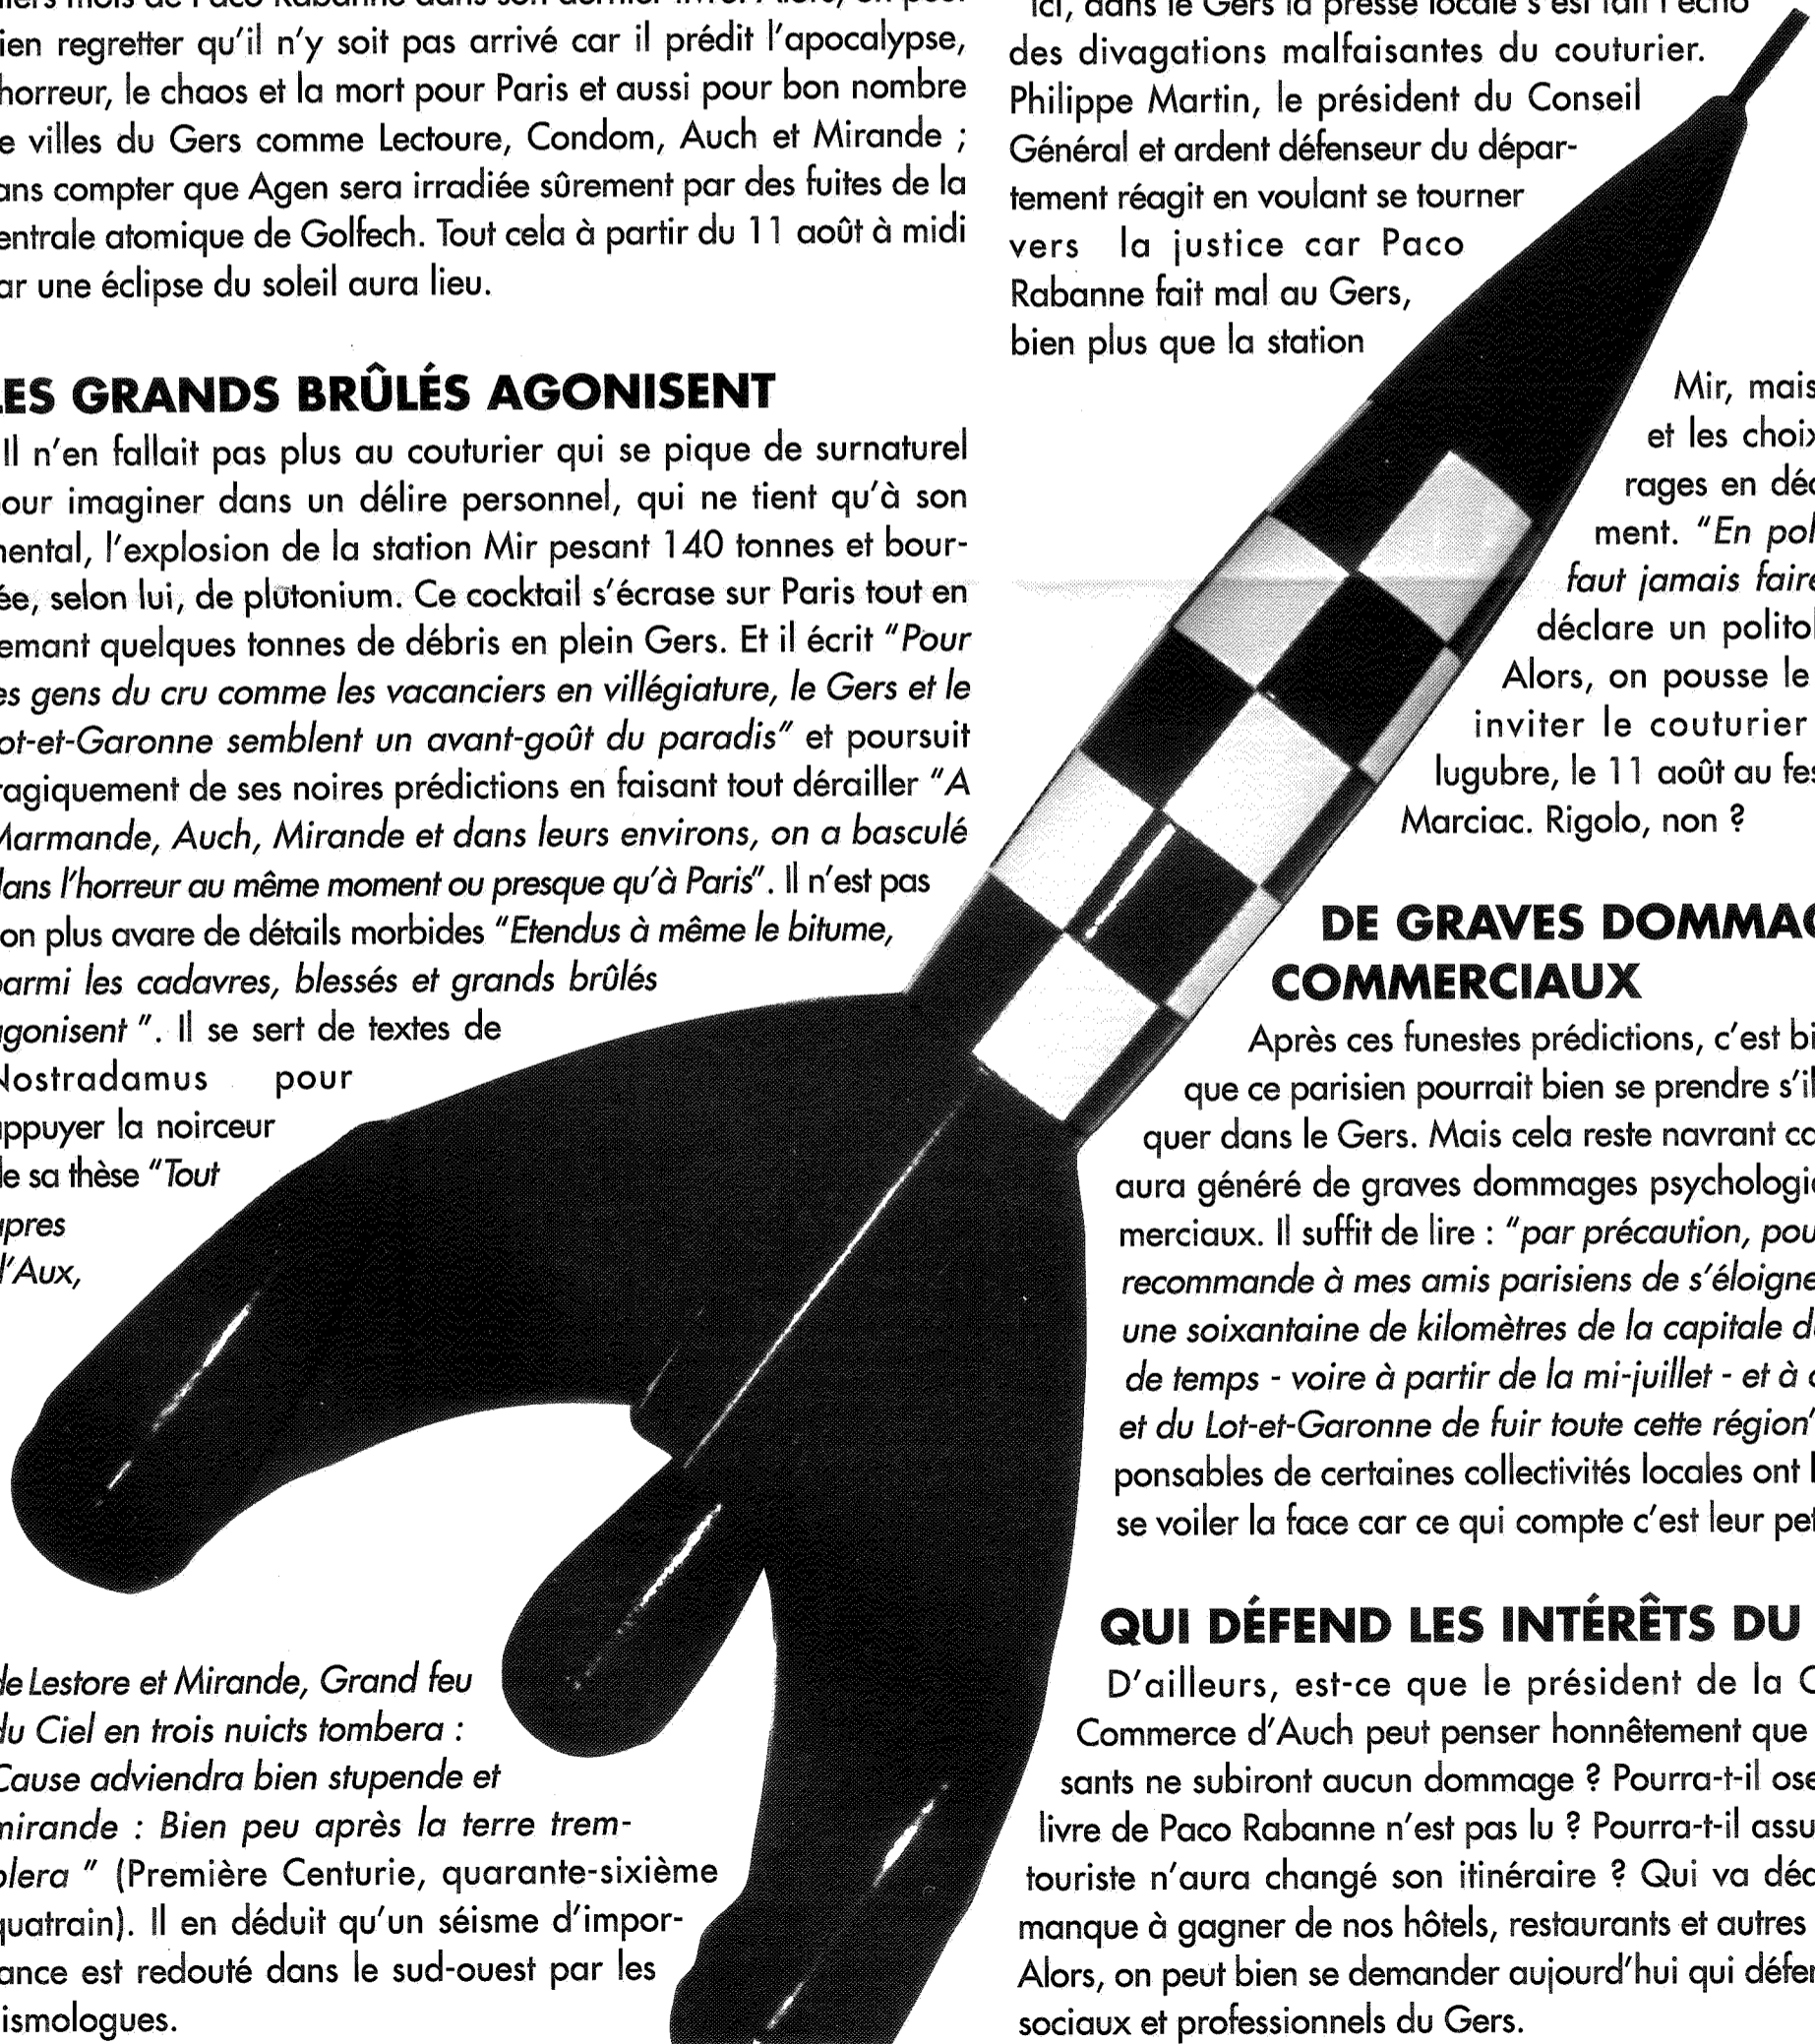 ien regretter qu'il n'y soit pas arrivé car il prédit l'apocalypse,
horreur, le chaos et la mort pour Paris et aussi pour bon nombre
e villes du Gers comme Lectoure, Condom, Auch et Mirande ;
ans compter que Agen sera irradiée sûrement par des fuites de la
entrale atomique de Golfech. Tout cela à partir du 11 août à midi
ar une éclipse du soleil aura lieu.
LES GRANDS BRÛLÉS AGONISENT
Il n'en fallait pas plus au couturier qui se pique de surnaturel
our imaginer dans un délire personnel, qui ne tient qu'à son
mental, l'explosion de la station Mir pesant 140 tonnes et bour-
ée, selon lui, de plutonium. Ce cocktail s'écrase sur Paris tout en
emant quelques tonnes de débris en plein Gers. Et il écrit "Pour
es gens du cru comme les vacanciers en villégiature, le Gers et le
ot-et-Garonne semblent un avant-goût du paradis" et poursuit
ragiquement de ses noires prédictions en faisant tout dérailler "A
Marmande, Auch, Mirande et dans leurs environs, on a basculé
dans l'horreur au même moment ou presque qu'à Paris". Il n'est pas
on plus avare de détails morbides "Etendus à même le bitume,
parmi les cadavres, blessés et grands brûlés
agonisent ". Il se sert de textes de
Nostradamus pour
appuyer la noirceur
de sa thèse "Tout
apres
d'Aux,
de Lestore et Mirande, Grand feu
du Ciel en trois nuicts tombera :
Cause adviendra bien stupende et
mirande : Bien peu après la terre trem-
blera " (Première Centurie, quarante-sixième
quatrain). Il en déduit qu'un séisme d'impor-
ance est redouté dans le sud-ouest par les
ismologues.
Ici, dans le Gers la presse locale s'est fait l'écho
des divagations malfaisantes du couturier.
Philippe Martin, le président du Conseil
Général et ardent défenseur du dépar-
tement réagit en voulant se tourner
vers la justice car Paco
Rabanne fait mal au Gers,
bien plus que la station
Mir, mais
et les choix
rages en déc
ment. "En pol
faut jamais faire
déclare un politol
Alors, on pousse le
inviter le couturier
lugubre, le 11 août au fes
Marciac. Rigolo, non ?
DE GRAVES DOMMAG
COMMERCIAUX
Après ces funestes prédictions, c'est bi
que ce parisien pourrait bien se prendre s'il
quer dans le Gers. Mais cela reste navrant ca
aura généré de graves dommages psychologi
merciaux. Il suffit de lire : "par précaution, pou
recommande à mes amis parisiens de s'éloigne
une soixantaine de kilomètres de la capitale d
de temps - voire à partir de la mi-juillet - et à
et du Lot-et-Garonne de fuir toute cette région"
ponsables de certaines collectivités locales ont
se voiler la face car ce qui compte c'est leur pet
QUI DÉFEND LES INTÉRÊTS DU
D'ailleurs, est-ce que le président de la C
Commerce d'Auch peut penser honnêtement que
sants ne subiront aucun dommage ? Pourra-t-il ose
livre de Paco Rabanne n'est pas lu ? Pourra-t-il assu
touriste n'aura changé son itinéraire ? Qui va déd
manque à gagner de nos hôtels, restaurants et autres
Alors, on peut bien se demander aujourd'hui qui défen
sociaux et professionnels du Gers.